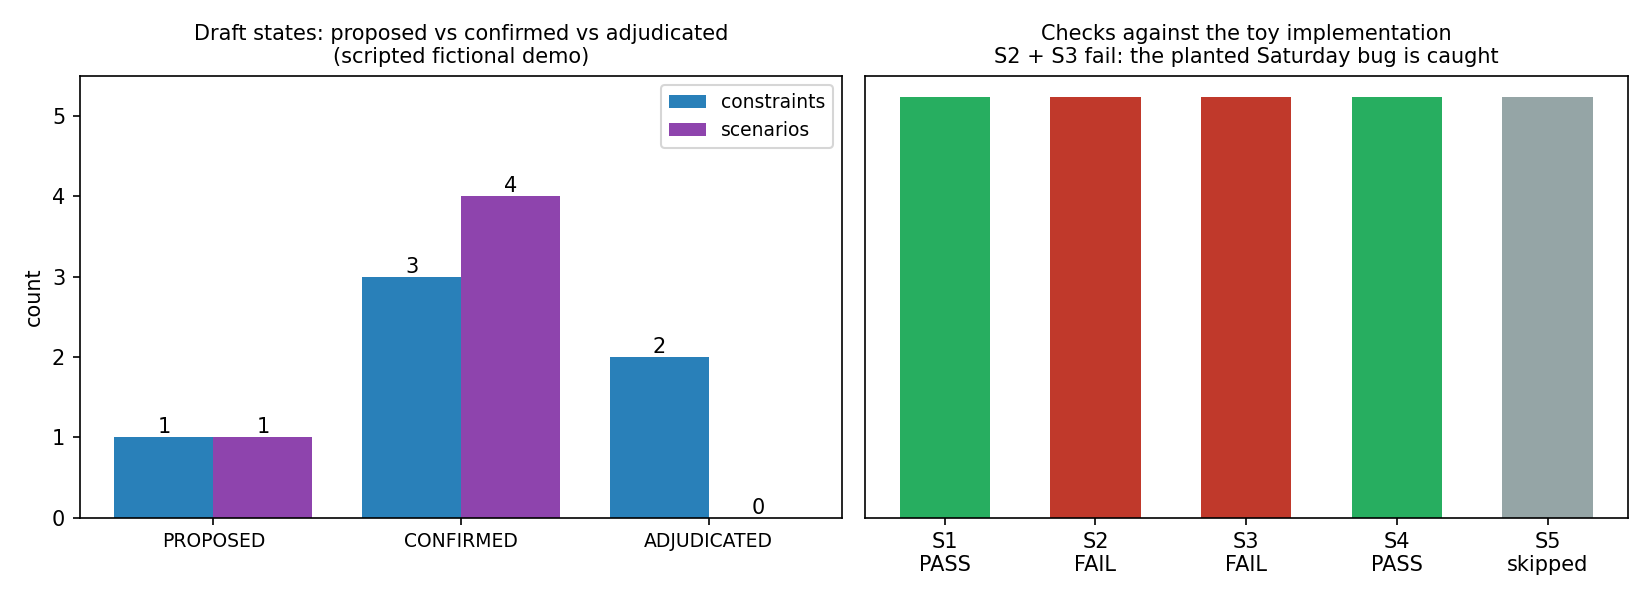 Draft states: proposed vs confirmed vs adjudicated
(scripted fictional demo)
constraints
scenarios
count
5
4
3
2
1
0
1
1
3
4
2
0
PROPOSED
CONFIRMED
ADJUDICATED
Checks against the toy implementation
S2 + S3 fail: the planted Saturday bug is caught
S1
PASS
S2
FAIL
S3
FAIL
S4
PASS
S5
skipped